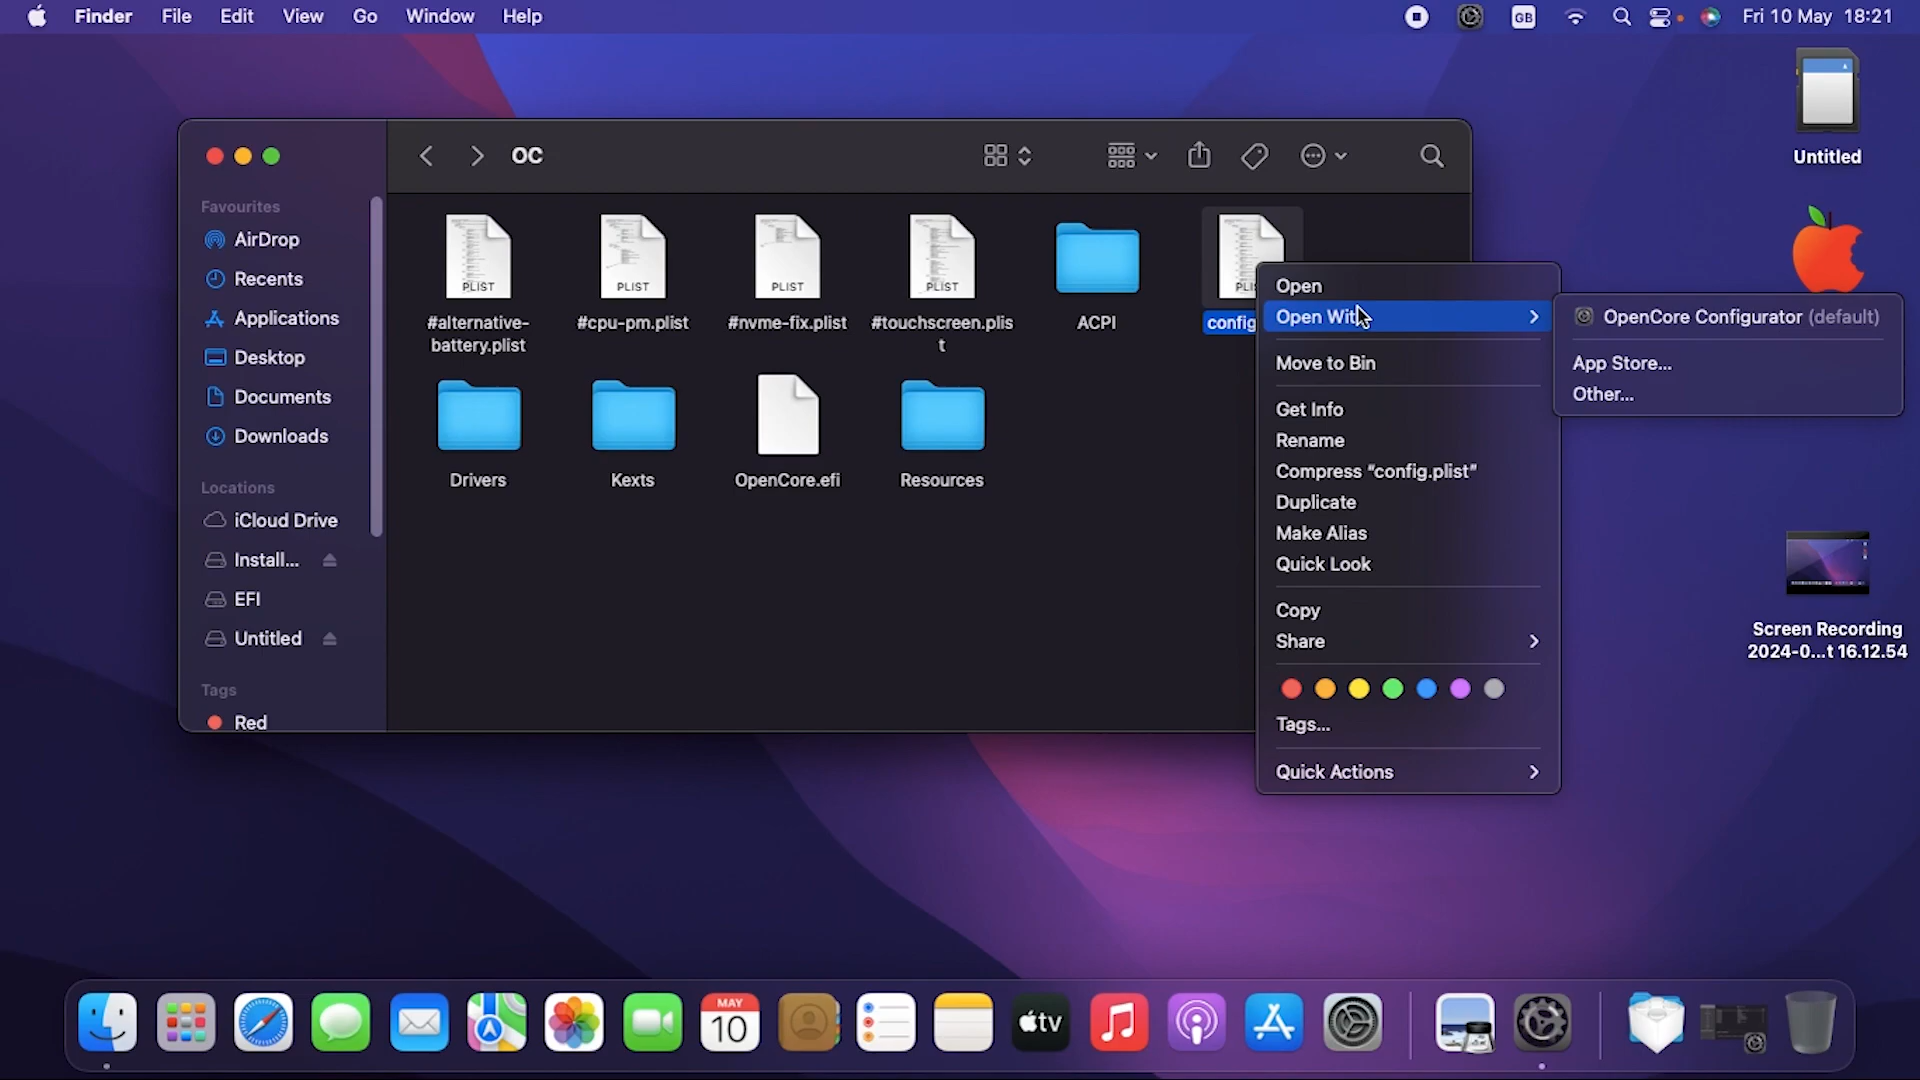 Finder File Edit View Go Window Help
GB
Fri 10 May 18:21
Untitled
OC
Favourites
AirDrop
Recents
Applications
Desktop
Documents
Downloads
Locations
iCloud Drive
Install...
EFI
Untitled
Tags
Red
PLIST
PLIST
PLIST
PLIST
PLIS
#alternative-
battery.plist
#cpu-pm.plist
#nvme-fix.plist
#touchscreen.plis
t
ACPI
config
Drivers
Kexts
OpenCore.efi
Resources
Open
Open Wit
Move to Bin
Get Info
Rename
Compress “config.plist”
Duplicate
Make Alias
Quick Look
Copy
Share
Tags...
Quick Actions
OpenCore Configurator (default)
App Store...
Other...
Screen Recording
2024-0...t 16.12.54
MAY
10
tv